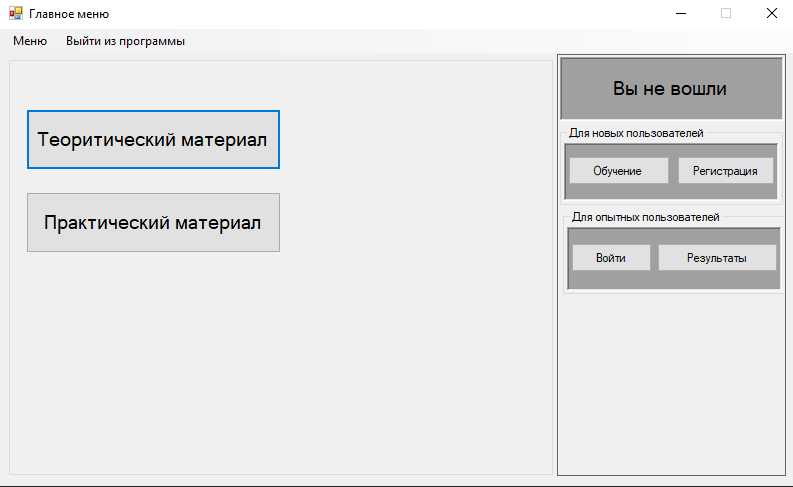 Главное меню
Меню Выйти из программы
Вы не вошли
Теоритический материал
Практический материал
Для новых пользователей
Обучение Регистрация
Для опытных пользователей
Войти Результаты